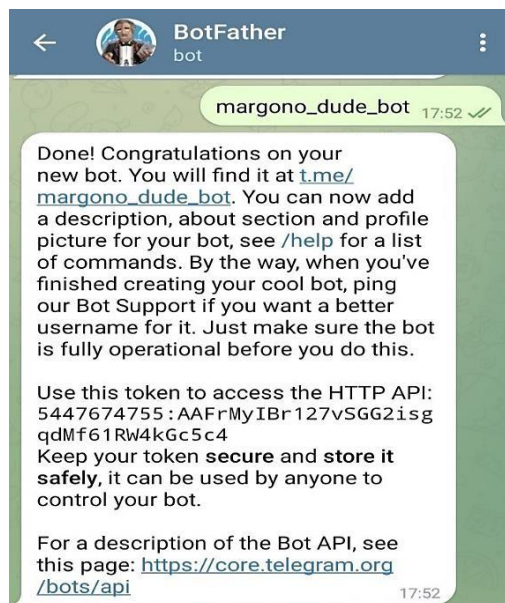 BotFather
bot
margono_dude_bot 17:52
Done! Congratulations on your
new bot. You will find it at t.me/
margono_dude_bot. You can now add
a description, about section and profile
picture for your bot, see /help for a list
of commands. By the way, when you've
finished creating your cool bot, ping
our Bot Support if you want a better
username for it. Just make sure the bot
is fully operational before you do this.
Use this token to access the HTTP API:
5447674755:AAFrMyIBr127vSGG2isg
qdMf61RW4kGc5c4
Keep your token secure and store it
safely, it can be used by anyone to
control your bot.
For a description of the Bot API, see
this page: https://core.telegram.org
/bots/api 17:52